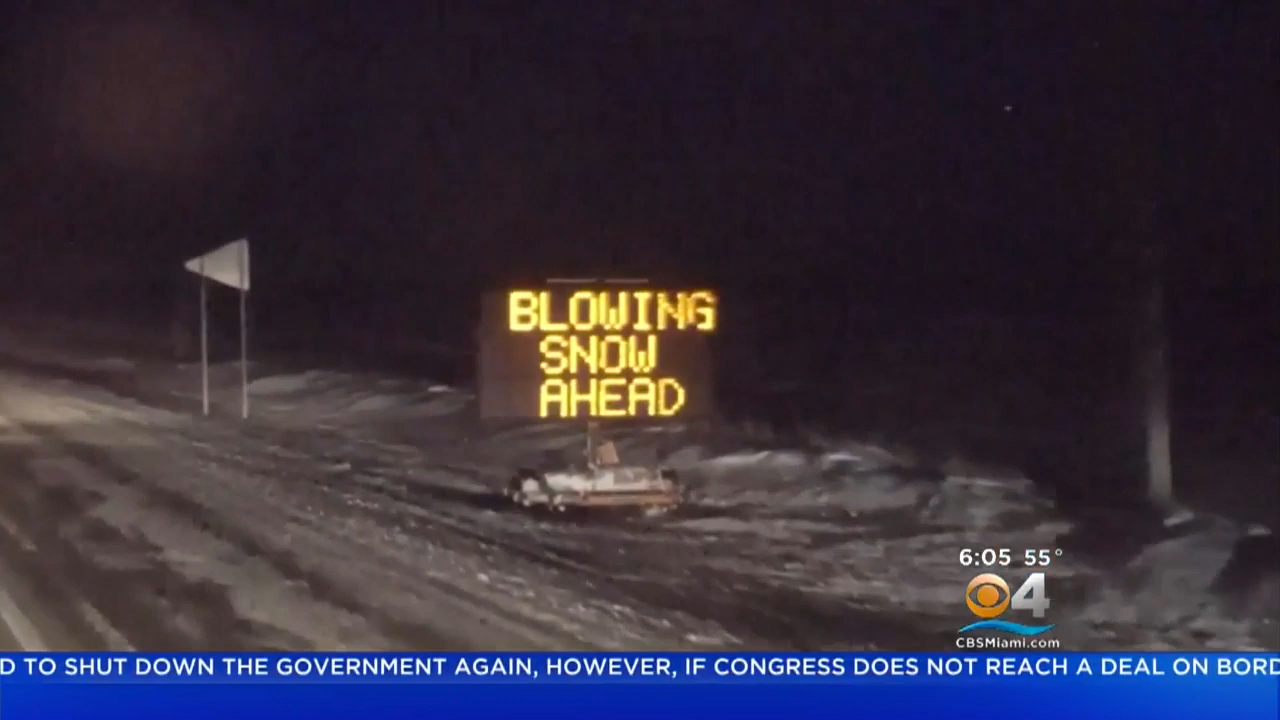 BLOWING
SNOW
AHEAD
6:05 55°
4
CBSMiami.com
D TO SHUT DOWN THE GOVERNMENT AGAIN, HOWEVER, IF CONGRESS DOES NOT REACH A DEAL ON BORD